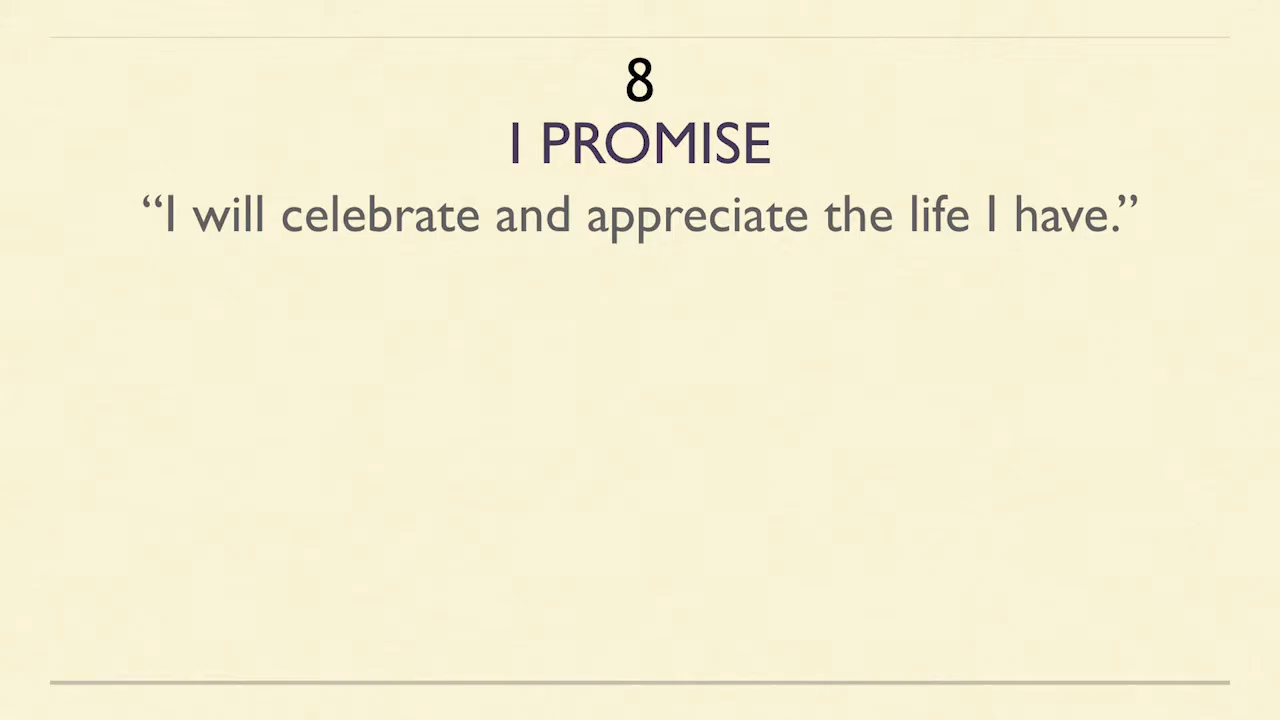 8
I PROMISE
“I will celebrate and appreciate the life I have.”